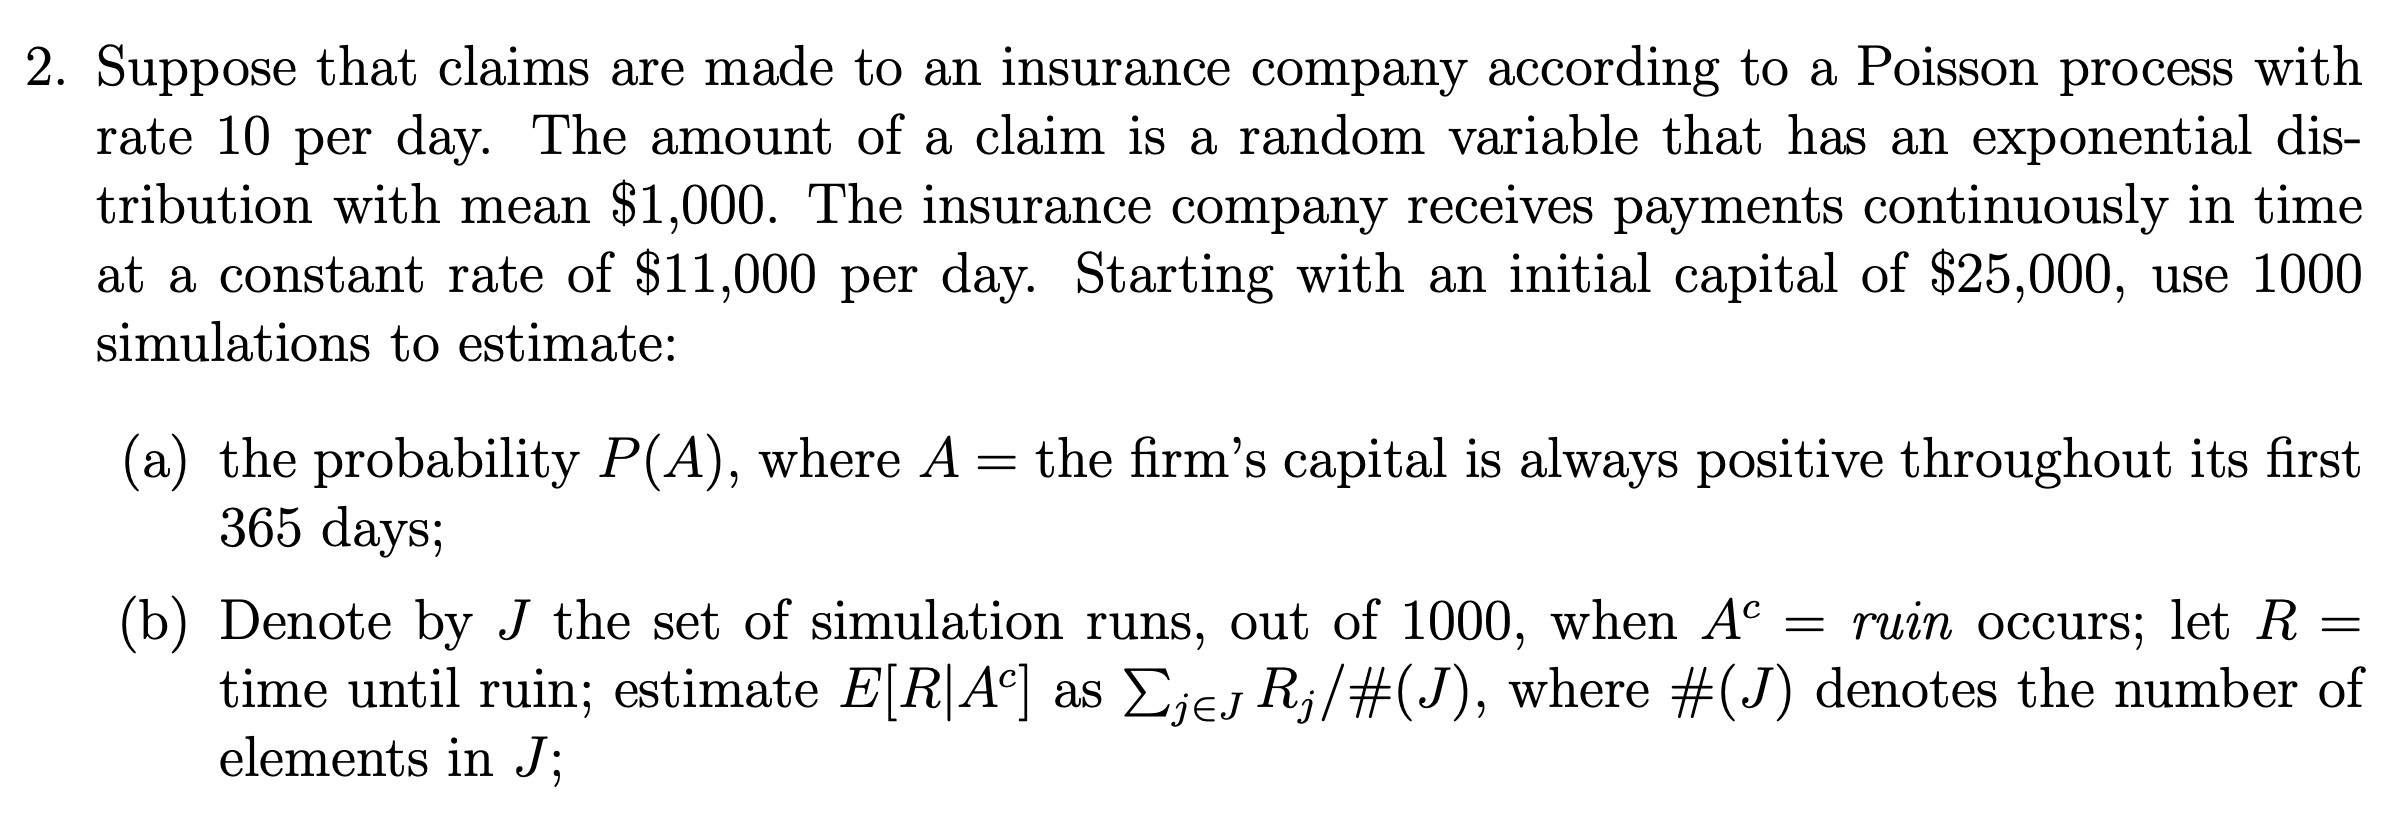 2. Suppose that claims are made to an insurance company according to a Poisson process with
rate 10 per day. The amount of a claim is a random variable that has an exponential dis-
tribution with mean $1,000. The insurance company receives payments continuously in time
at a constant rate of $11,000 per day. Starting with an initial capital of $25,000, use 1000
simulations to estimate:
(a) the probability P(A), where A = the firm's capital is always positive throughout its first
365 days;
(b) Denote by J the set of simulation runs, out of 1000, when Aᶜ = ruin occurs; let R =
time until ruin; estimate E[R|Aᶜ] as ∑_{j∈J} R_j/#(J), where #(J) denotes the number of
elements in J;